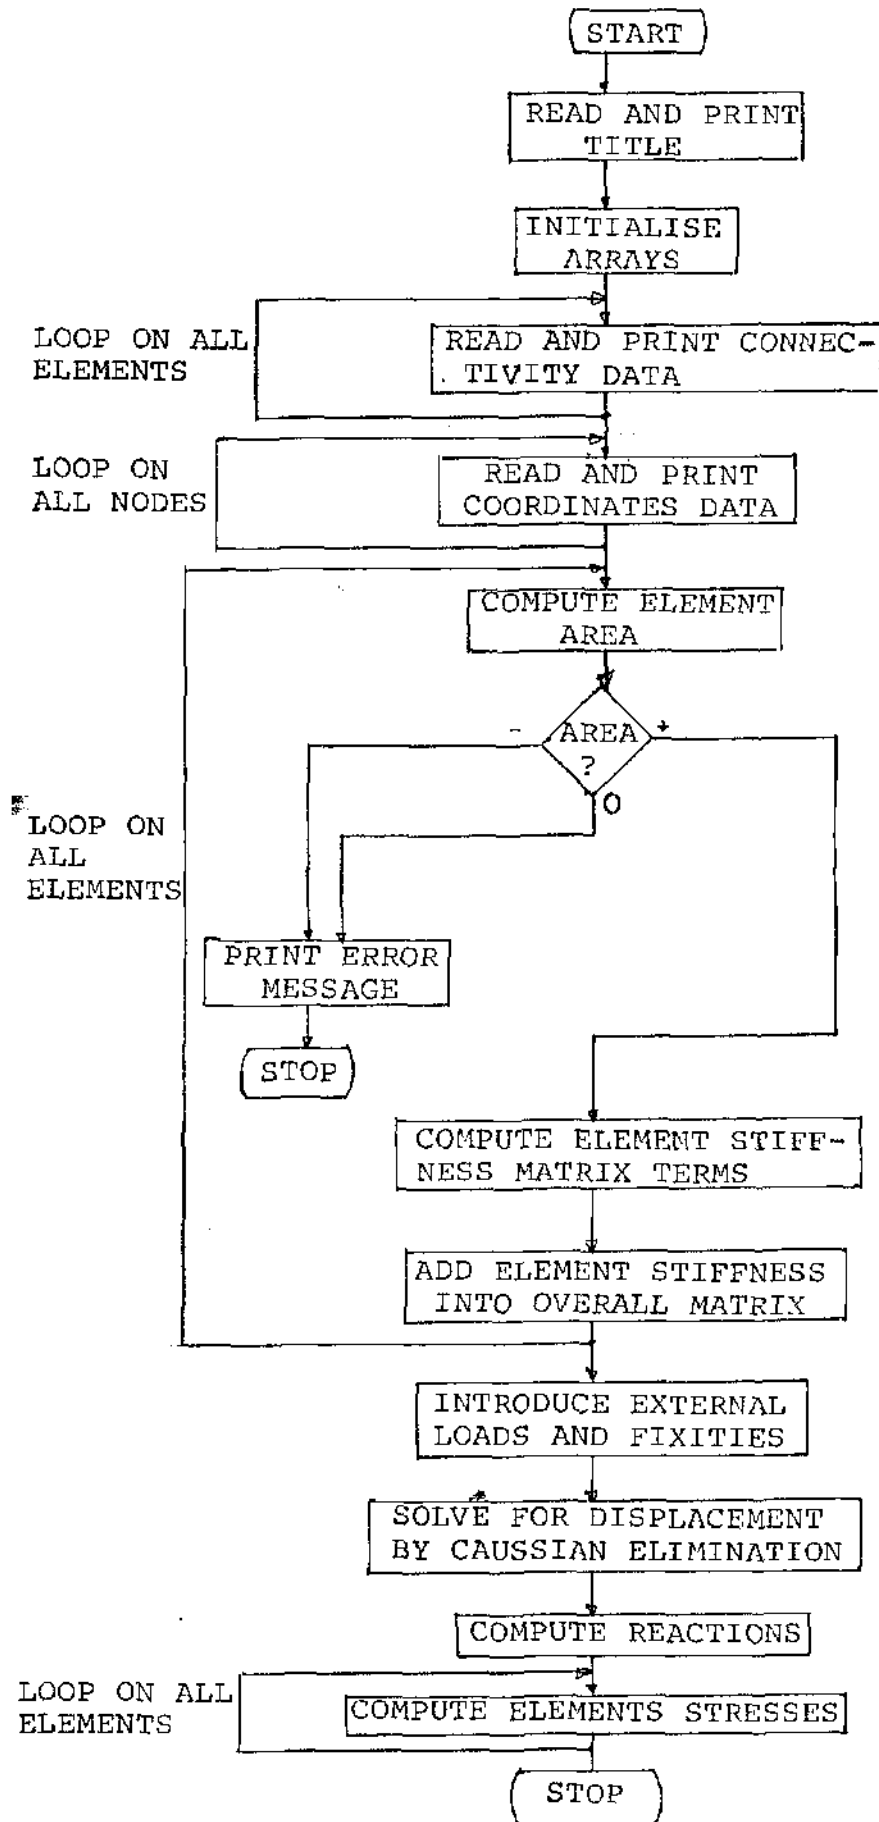 START
READ AND PRINT
TITLE
INITIALISE
ARRAYS
LOOP ON ALL
ELEMENTS
READ AND PRINT CONNEC-
TIVITY DATA
LOOP ON
ALL NODES
READ AND PRINT
COORDINATES DATA
COMPUTE ELEMENT
AREA
- AREA +
?
O
LOOP ON
ALL
ELEMENTS
PRINT ERROR
MESSAGE
STOP
COMPUTE ELEMENT STIFF-
NESS MATRIX TERMS
ADD ELEMENT STIFFNESS
INTO OVERALL MATRIX
INTRODUCE EXTERNAL
LOADS AND FIXITIES
SOLVE FOR DISPLACEMENT
BY CAUSSIAN ELIMINATION
COMPUTE REACTIONS
LOOP ON ALL
ELEMENTS
COMPUTE ELEMENTS STRESSES
STOP